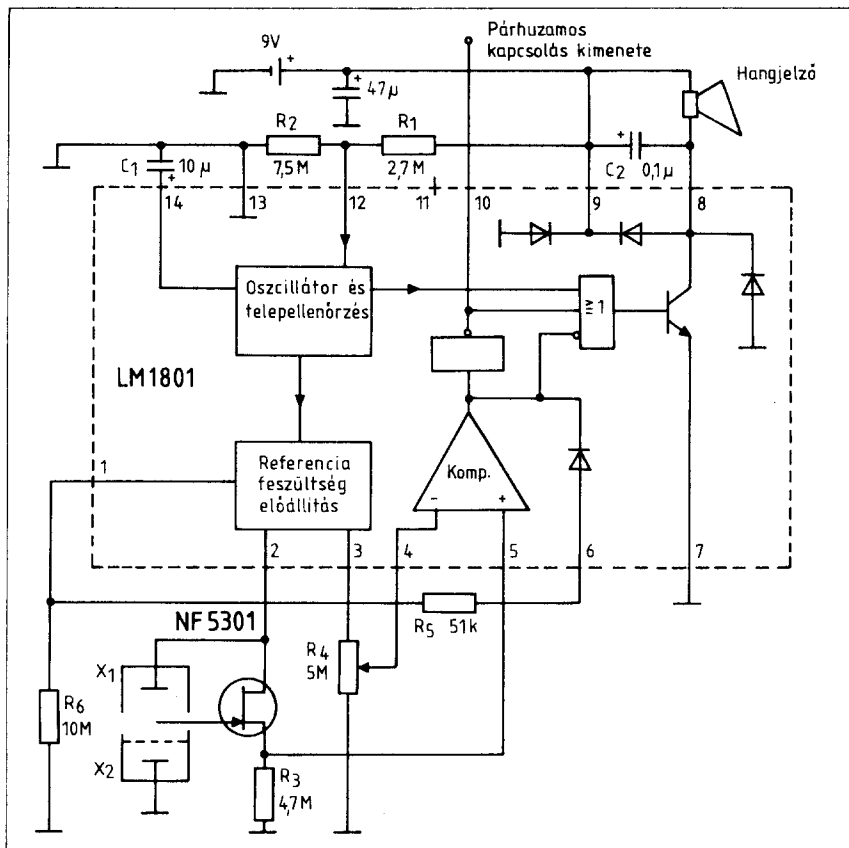 Párhuzamos
kapcsolás kimenete
9V
+
Hangjelző
+
47μ
R2
R1
C1
10μ
7,5M
2,7M
+
C2
0,1μ
+
14
13
12
11
10
9
8
Oszcillátor és
telepellenőrzés
≥1
LM1801
Komp.
-
+
1
Referencia
feszültség
előállítás
2
3
4
5
6
7
NF5301
R5
51k
X1
R4
5M
R6
10M
X2
R3
4,7M